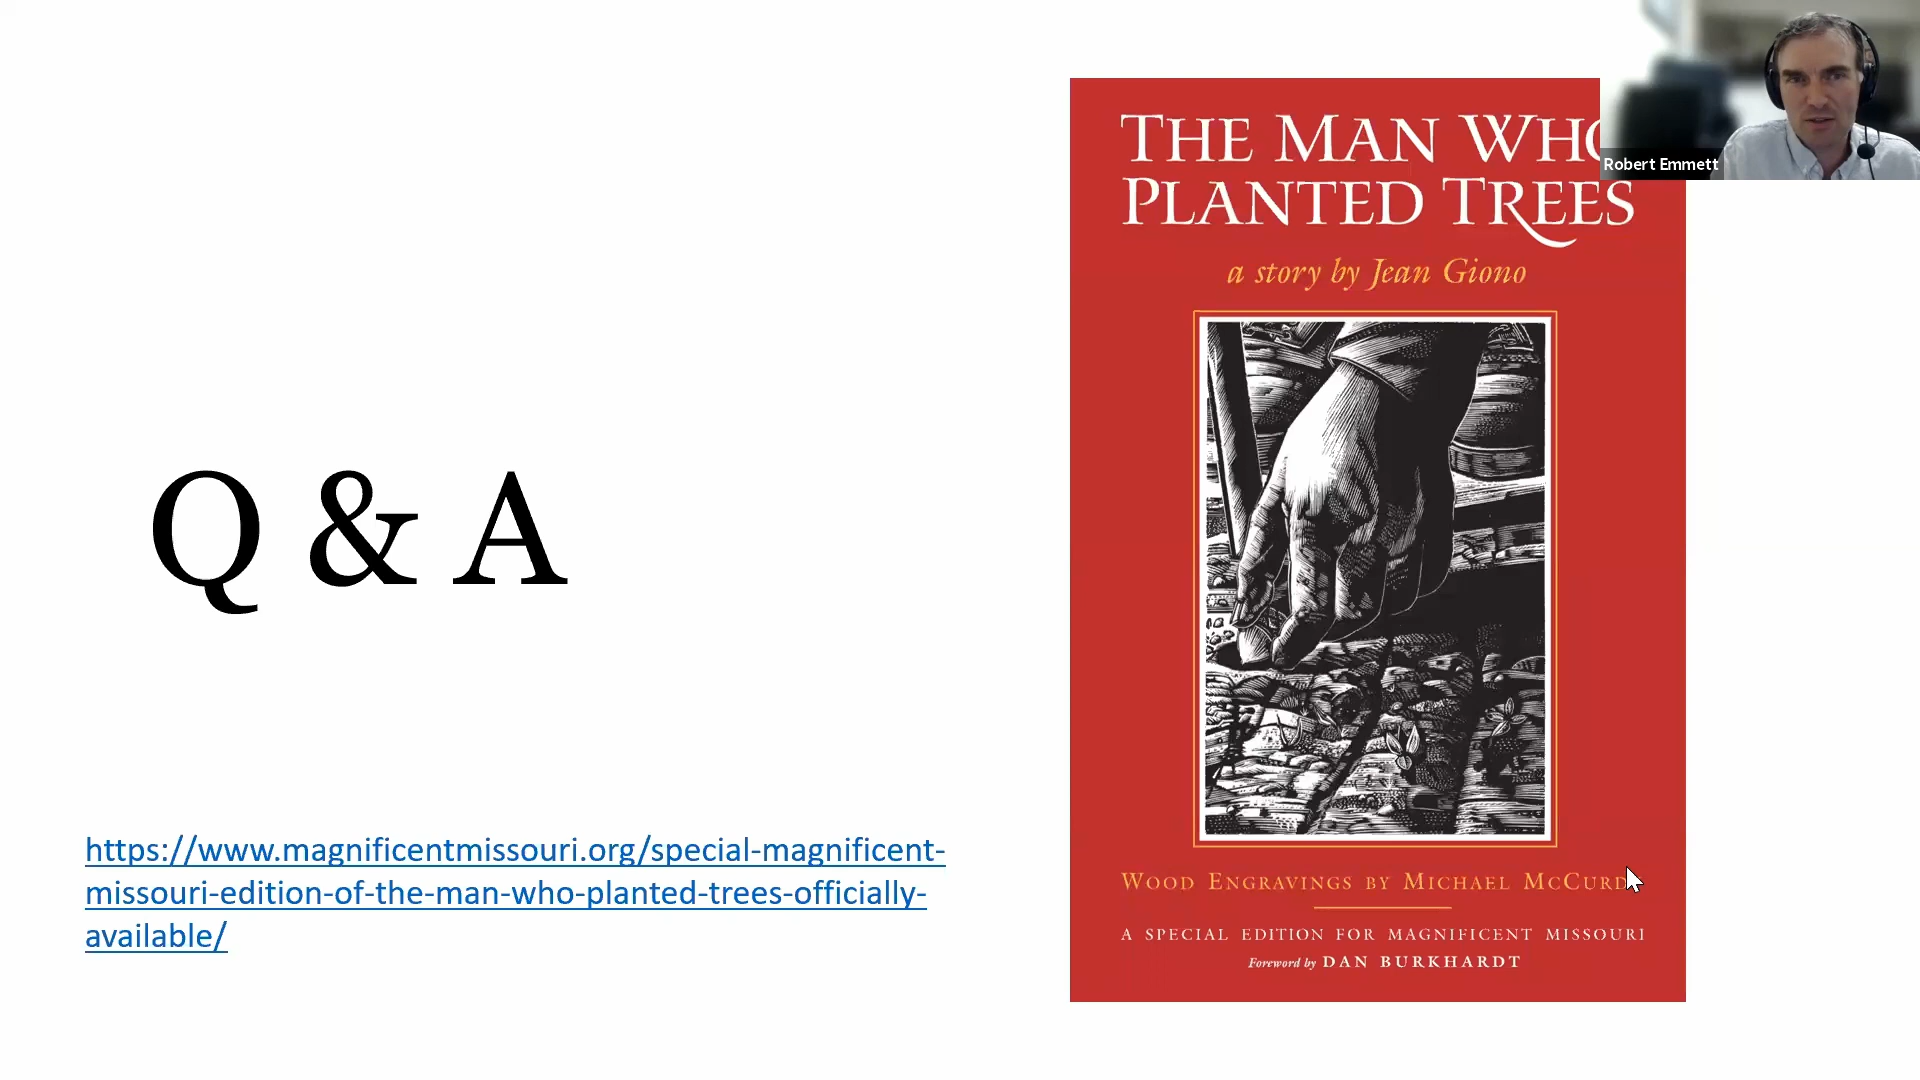 Q & A
https://www.magnificentmissouri.org/special-magnificent-
missouri-edition-of-the-man-who-planted-trees-officially-
available/
THE MAN WHO
PLANTED TREES
a story by Jean Giono
WOOD ENGRAVINGS BY MICHAEL MCCURD
A SPECIAL EDITION FOR MAGNIFICENT MISSOURI
Foreword by DAN BURKHARDT
Robert Emmett